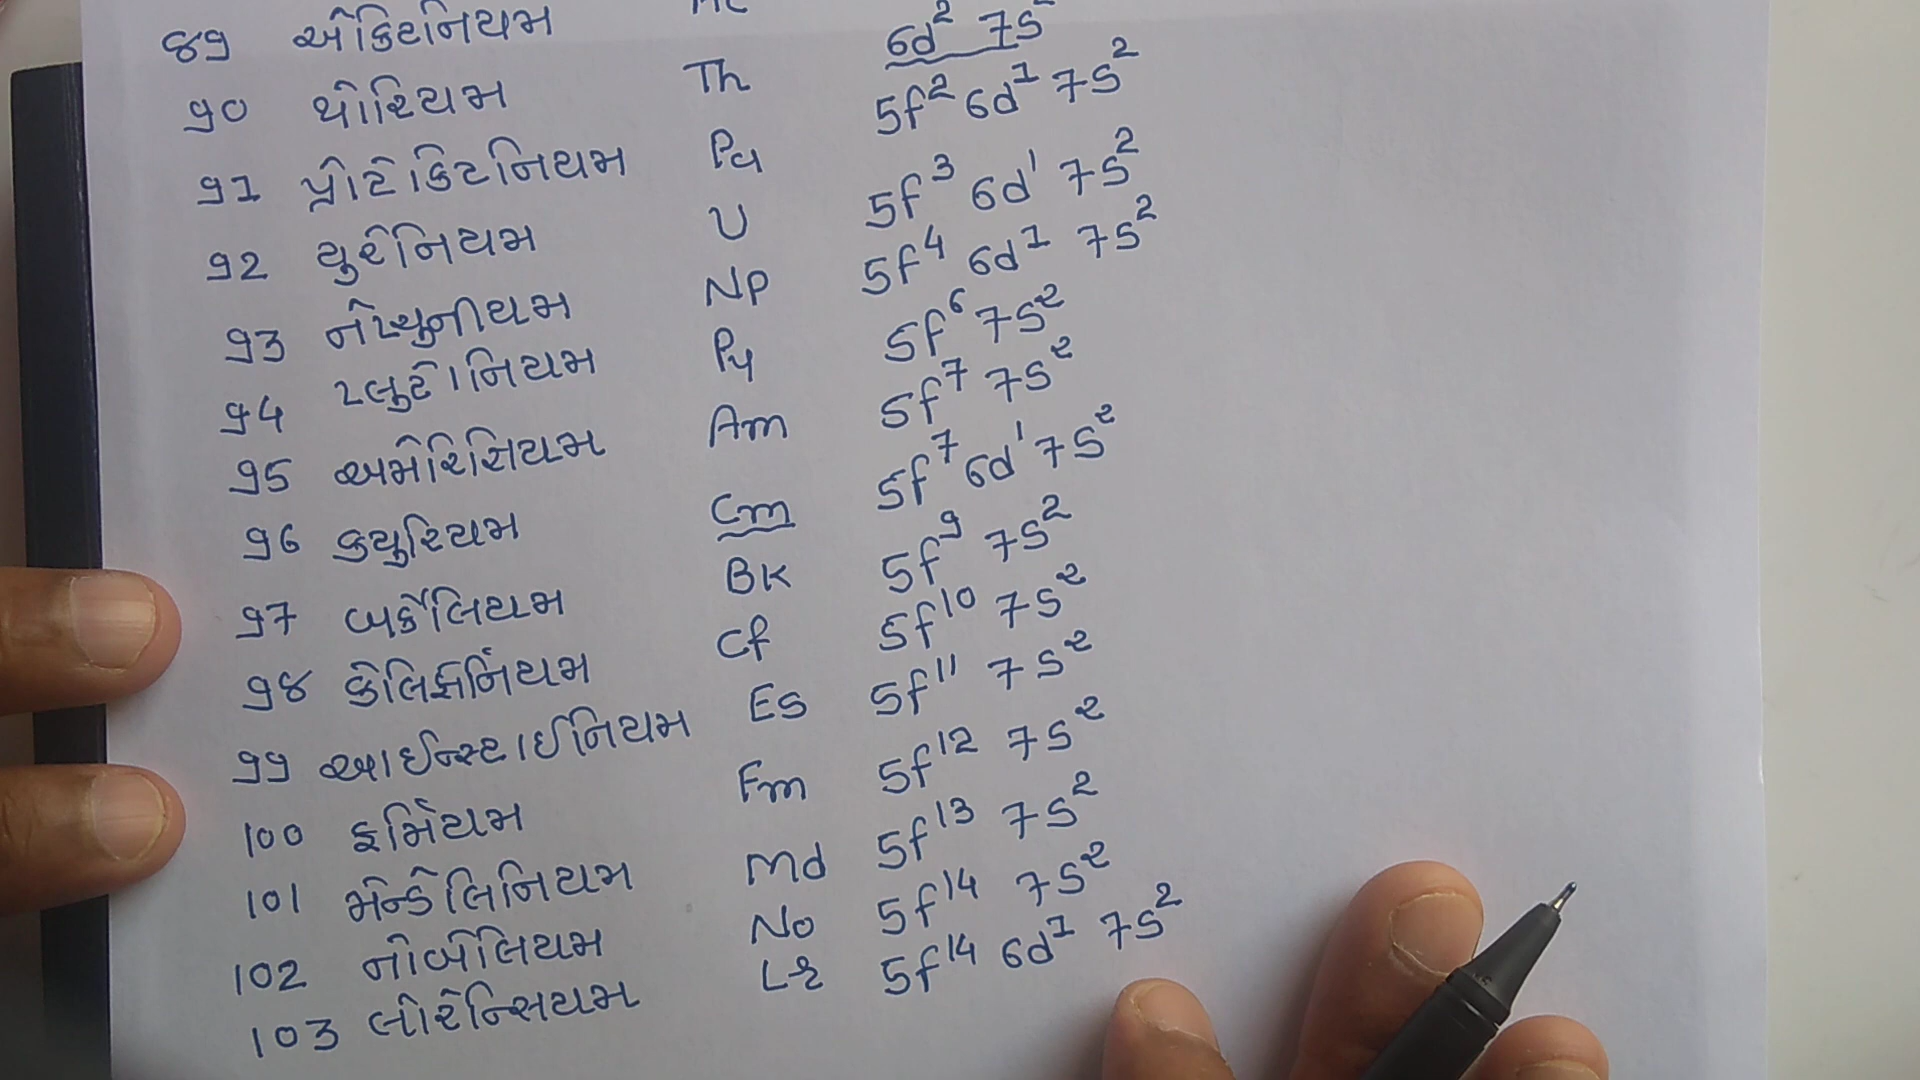 ૪9 એક્ટિનિયમ
90 થોરિયમ Th 6d² 7s²
91 પ્રોટેક્ટિનિયમ Pa 5f² 6d¹ 7s²
92 યુરેનિયમ U 5f³ 6d¹ 7s²
93 નેપ્ચુનીયમ NP 5f⁴ 6d¹ 7s²
94 પ્લુટોનિયમ Pu 5f⁶ 7s²
95 અમેરિસિયમ Am 5f⁷ 7s²
96 ક્યુરિયમ Cm 5f⁷ 6d¹ 7s²
97 બર્કેલિયમ BK 5f⁹ 7s²
9૪ કેલિફોર્નિયમ Cf 5f¹⁰ 7s²
99 આઈન્સ્ટાઈનિયમ ES 5f¹¹ 7s²
100 ફર્મિયમ Fm 5f¹² 7s²
101 મેન્ડેલિનિયમ Md 5f¹³ 7s²
102 નોબેલિયમ No 5f¹⁴ 7s²
103 લોરેન્સિયમ Lr 5f¹⁴ 6d¹ 7s²